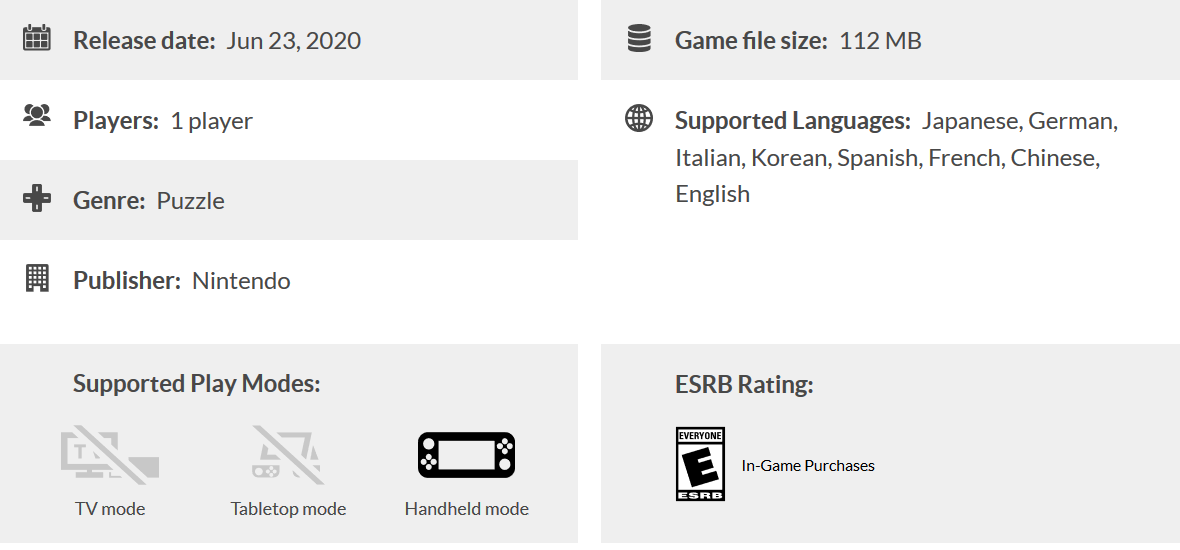 Release date: Jun 23, 2020
Players: 1 player
Genre: Puzzle
Publisher: Nintendo
Game file size: 112 MB
Supported Languages: Japanese, German,
Italian, Korean, Spanish, French, Chinese,
English
Supported Play Modes:
TV
TV mode
Tabletop mode
Handheld mode
ESRB Rating:
EVERYONE
E
ESRB
In-Game Purchases